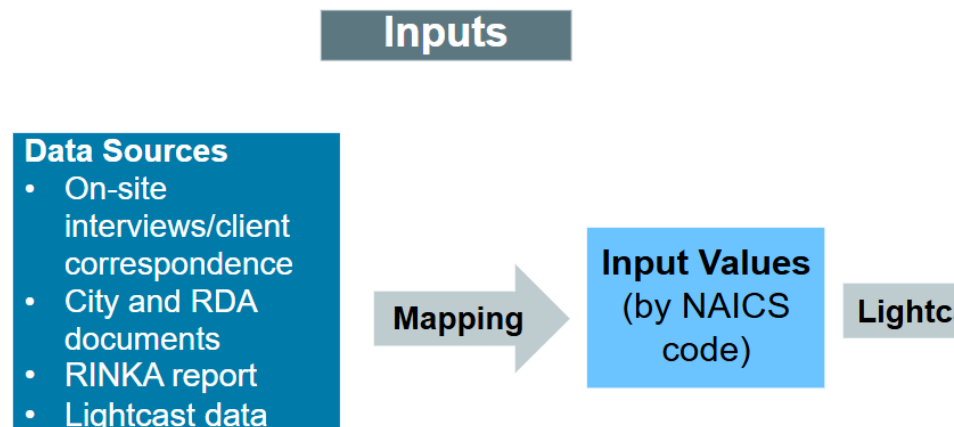 Inputs
Data Sources
• On-site
interviews/client
correspondence
• City and RDA
documents
• RINKA report
• Lightcast data
Mapping
Input Values
(by NAICS
code)
Lightc